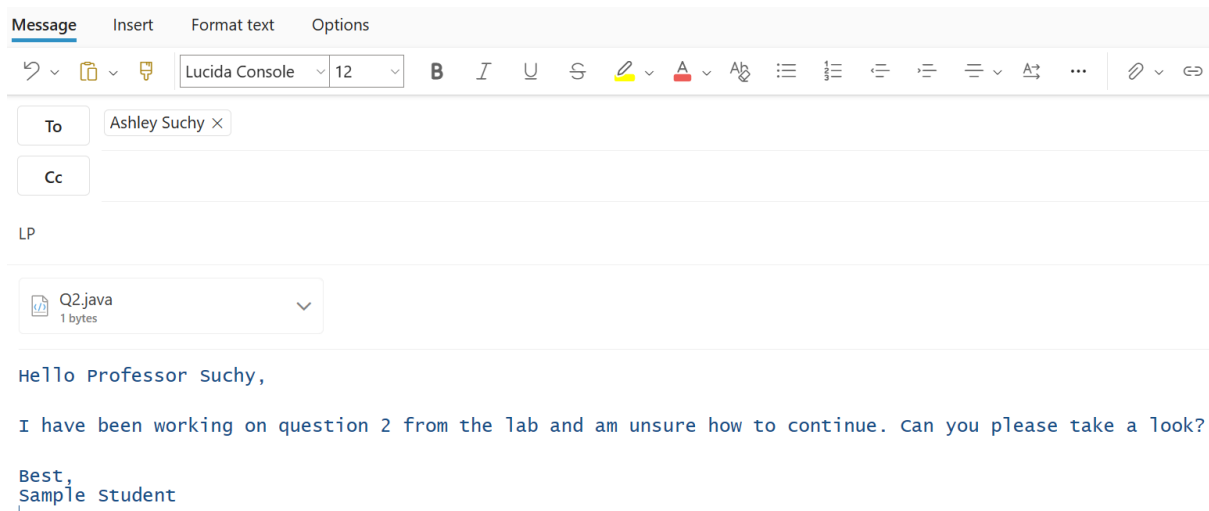 Message Insert Format text Options
Lucida Console 12
To Ashley Suchy
Cc
LP
Q2.java
1 bytes
Hello Professor Suchy,
I have been working on question 2 from the lab and am unsure how to continue. Can you please take a look?
Best,
Sample Student